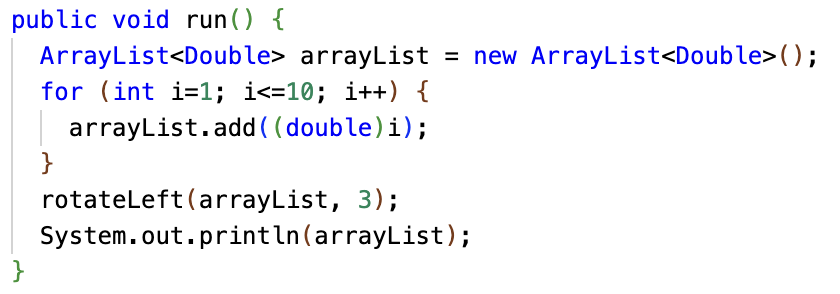 public void run() {
  ArrayList<Double> arrayList = new ArrayList<Double>();
  for (int i=1; i<=10; i++) {
    arrayList.add((double)i);
  }
  rotateLeft(arrayList, 3);
  System.out.println(arrayList);
}